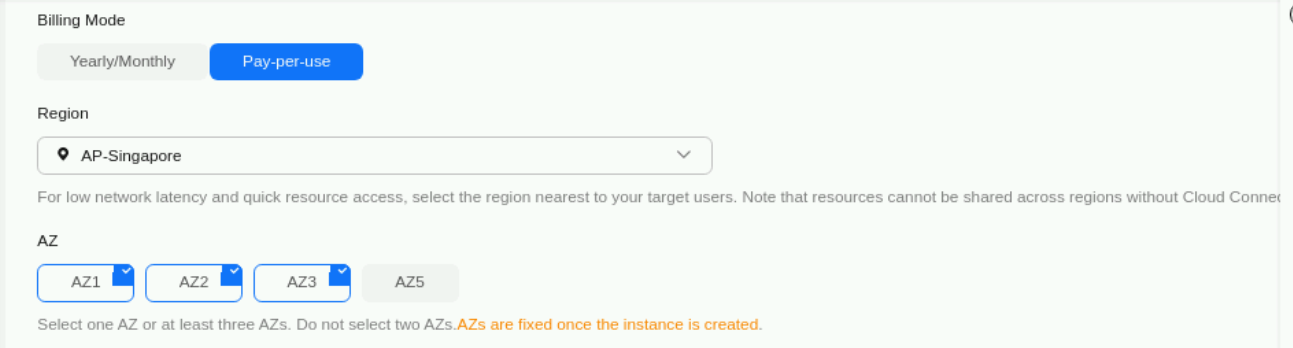 Billing Mode
Yearly/Monthly Pay-per-use
Region
AP-Singapore
For low network latency and quick resource access, select the region nearest to your target users. Note that resources cannot be shared across regions without Cloud
AZ
AZ1 AZ2 AZ3 AZ5
Select one AZ or at least three AZs. Do not select two AZs.AZs are fixed once the instance is created.